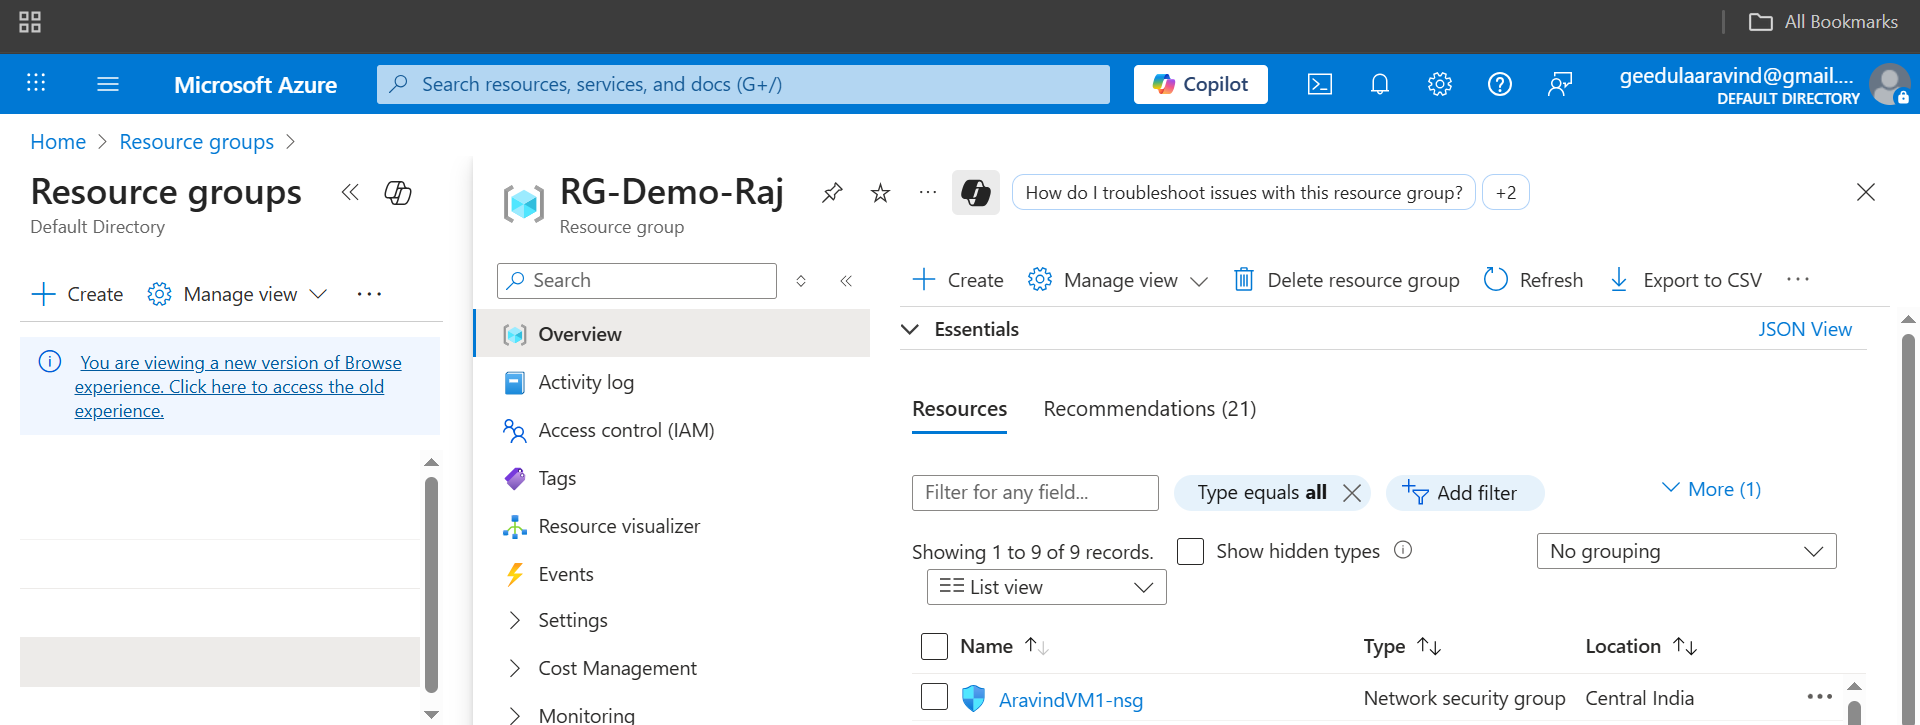 All Bookmarks
Microsoft Azure
Search resources, services, and docs (G+/)
Copilot
geedulaaravind@gmail....
DEFAULT DIRECTORY
Home
Resource groups
Resource groups
Default Directory
Create
Manage view
You are viewing a new version of Browse
experience. Click here to access the old
experience.
RG-Demo-Raj
Resource group
How do I troubleshoot issues with this resource group?
+2
Search
Overview
Activity log
Access control (IAM)
Tags
Resource visualizer
Events
Settings
Cost Management
Monitoring
Create
Manage view
Delete resource group
Refresh
Export to CSV
Essentials
JSON View
Resources
Recommendations (21)
Filter for any field...
Type equals all
Add filter
More (1)
Showing 1 to 9 of 9 records.
Show hidden types
No grouping
List view
Name
Type
Location
AravindVM1-nsg
Network security group
Central India